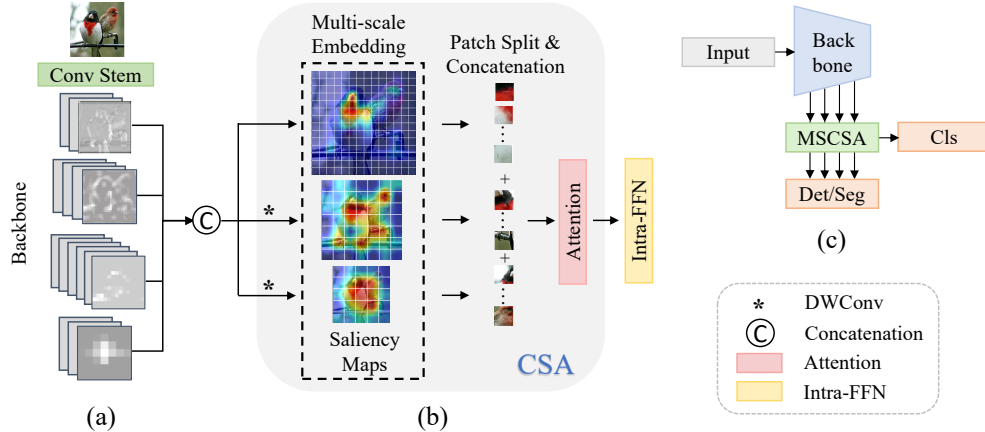 Conv Stem
Backbone
(a)
C
*
*
Multi-scale
Embedding
Saliency
Maps
Patch Split &
Concatenation
+
+
Attention
Intra-FFN
CSA
(b)
Input
Back
bone
MSCSA
Cls
Det/Seg
(c)
* DWConv
C Concatenation
Attention
Intra-FFN